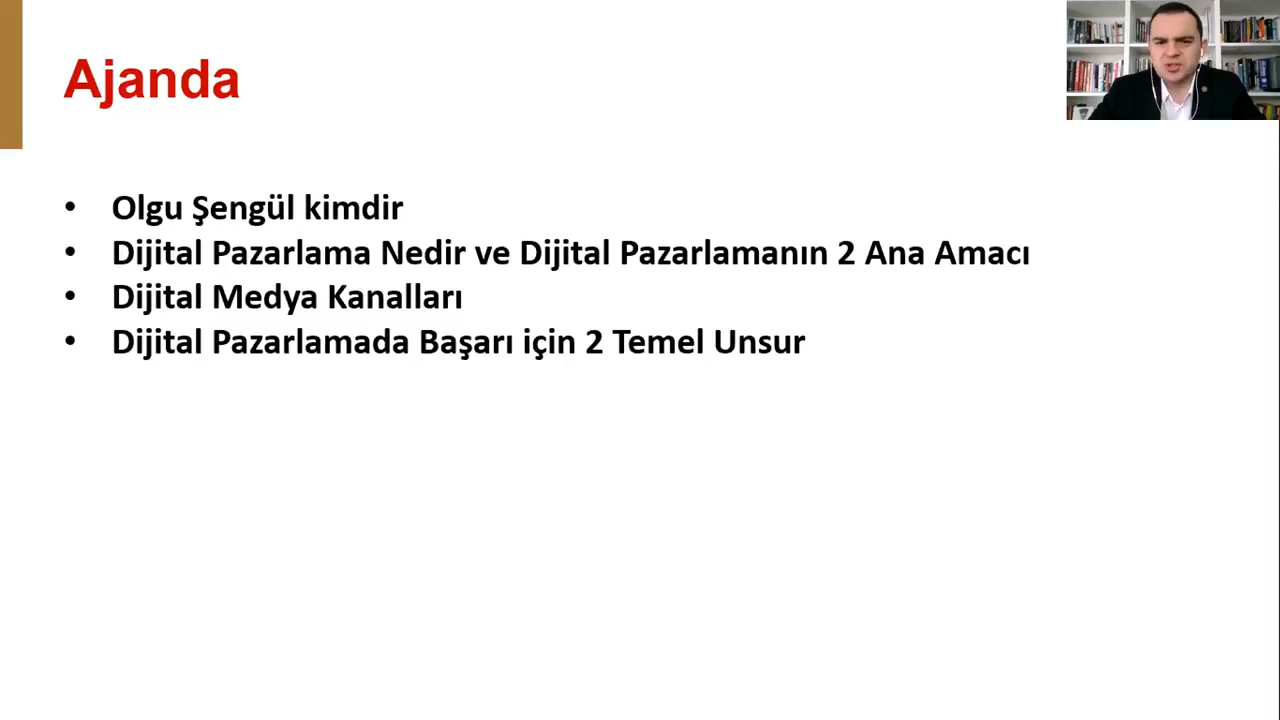 Ajanda
• Olgu Şengül kimdir
• Dijital Pazarlama Nedir ve Dijital Pazarlamanın 2 Ana Amacı
• Dijital Medya Kanalları
• Dijital Pazarlamada Başarı için 2 Temel Unsur